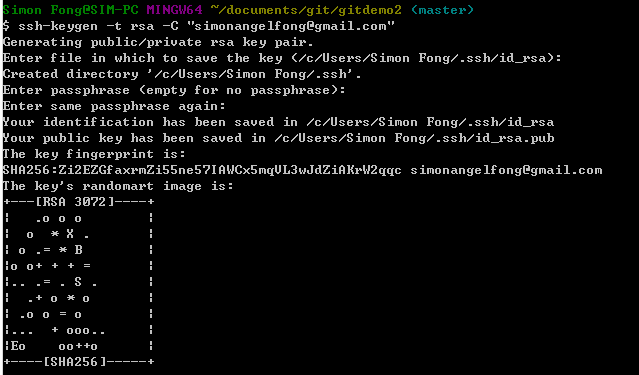 Simon Fong@SIM-PC MINGW64 ~/documents/git/gitdemo2 (master)
$ ssh-keygen -t rsa -C "simonangelfong@gmail.com"
Generating public/private rsa key pair.
Enter file in which to save the key (/c/Users/Simon Fong/.ssh/id_rsa):
Created directory '/c/Users/Simon Fong/.ssh'.
Enter passphrase (empty for no passphrase):
Enter same passphrase again:
Your identification has been saved in /c/Users/Simon Fong/.ssh/id_rsa
Your public key has been saved in /c/Users/Simon Fong/.ssh/id_rsa.pub
The key fingerprint is:
SHA256:Zi2EZGfaxrmZi55ne57IAWCx5mqVL3wJdZiAKrW2qqc simonangelfong@gmail.com
The key's randomart image is:
+---[RSA 3072]----+
|   .o o o        |
|  o  * X .       |
| o .= * B        |
|o o+ + + =       |
|.. .= . S .      |
|  .+ o * o       |
| .o o = o        |
|...  + ooo..     |
|Eo    oo++o      |
+----[SHA256]-----+